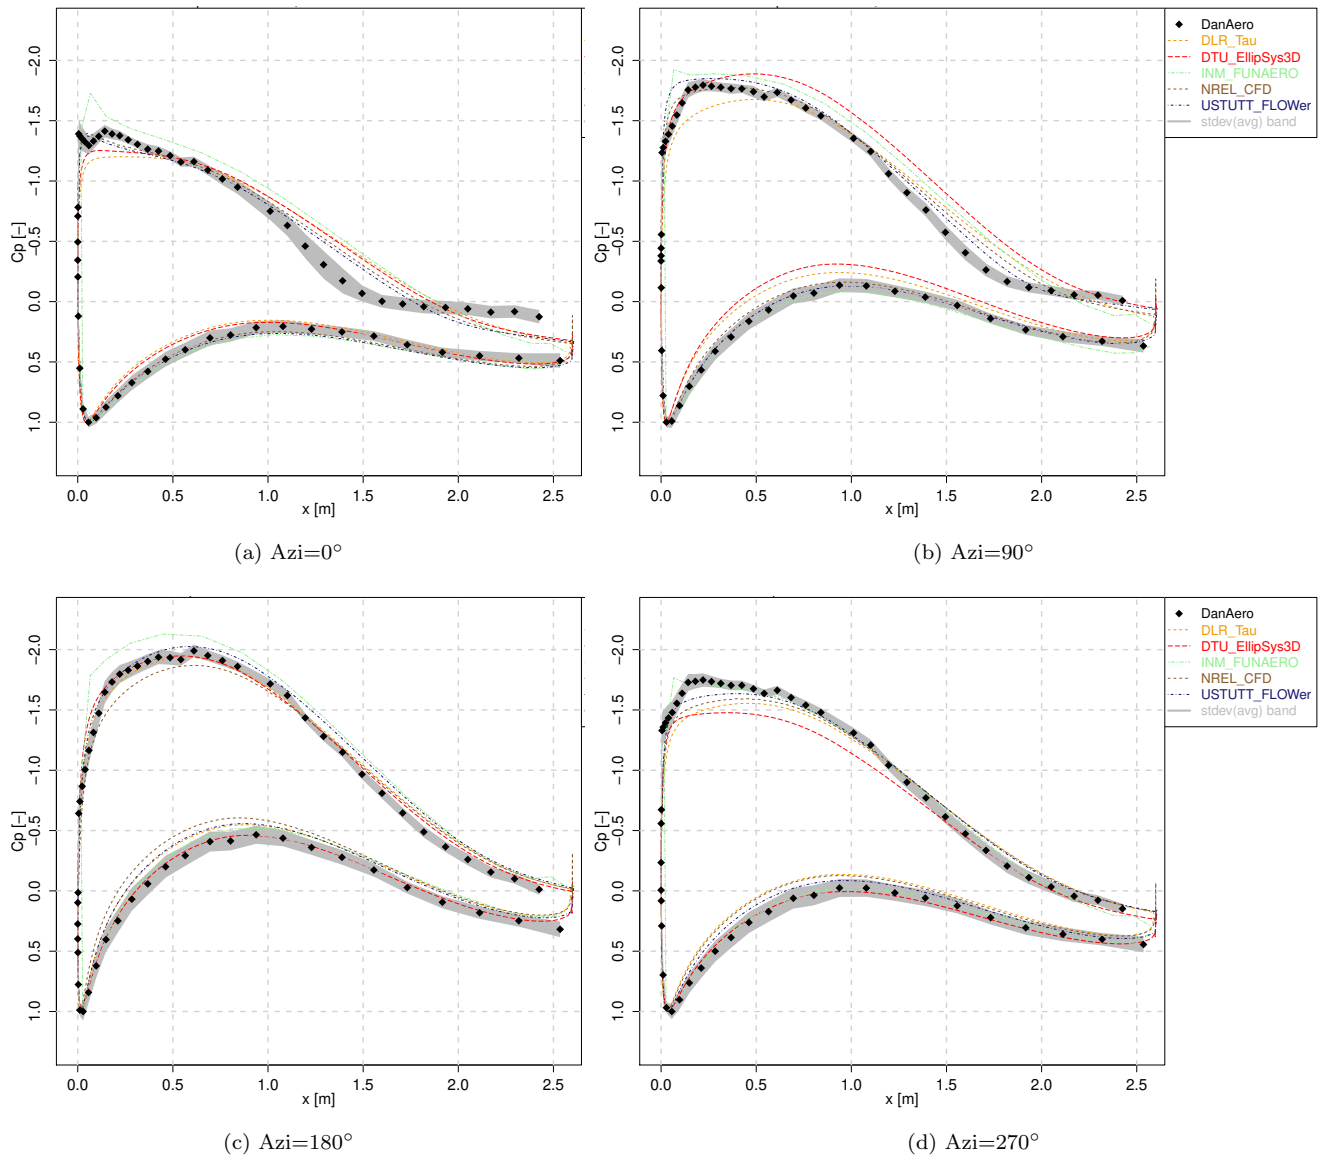 -2.0
-1.5
-1.0
-0.5
0.0
0.5
1.0
Cp [-]
0.0 0.5 1.0 1.5 2.0 2.5
x [m]
(a) Azi=0°
-2.0
-1.5
-1.0
-0.5
0.0
0.5
1.0
Cp [-]
0.0 0.5 1.0 1.5 2.0 2.5
x [m]
DanAero
DLR_Tau
DTU_EllipSys3D
INM_FUNAERO
NREL_CFD
USTUTT_FLOWer
stdev(avg) band
(b) Azi=90°
-2.0
-1.5
-1.0
-0.5
0.0
0.5
1.0
Cp [-]
0.0 0.5 1.0 1.5 2.0 2.5
x [m]
(c) Azi=180°
-2.0
-1.5
-1.0
-0.5
0.0
0.5
1.0
Cp [-]
0.0 0.5 1.0 1.5 2.0 2.5
x [m]
DanAero
DLR_Tau
DTU_EllipSys3D
INM_FUNAERO
NREL_CFD
USTUTT_FLOWer
stdev(avg) band
(d) Azi=270°